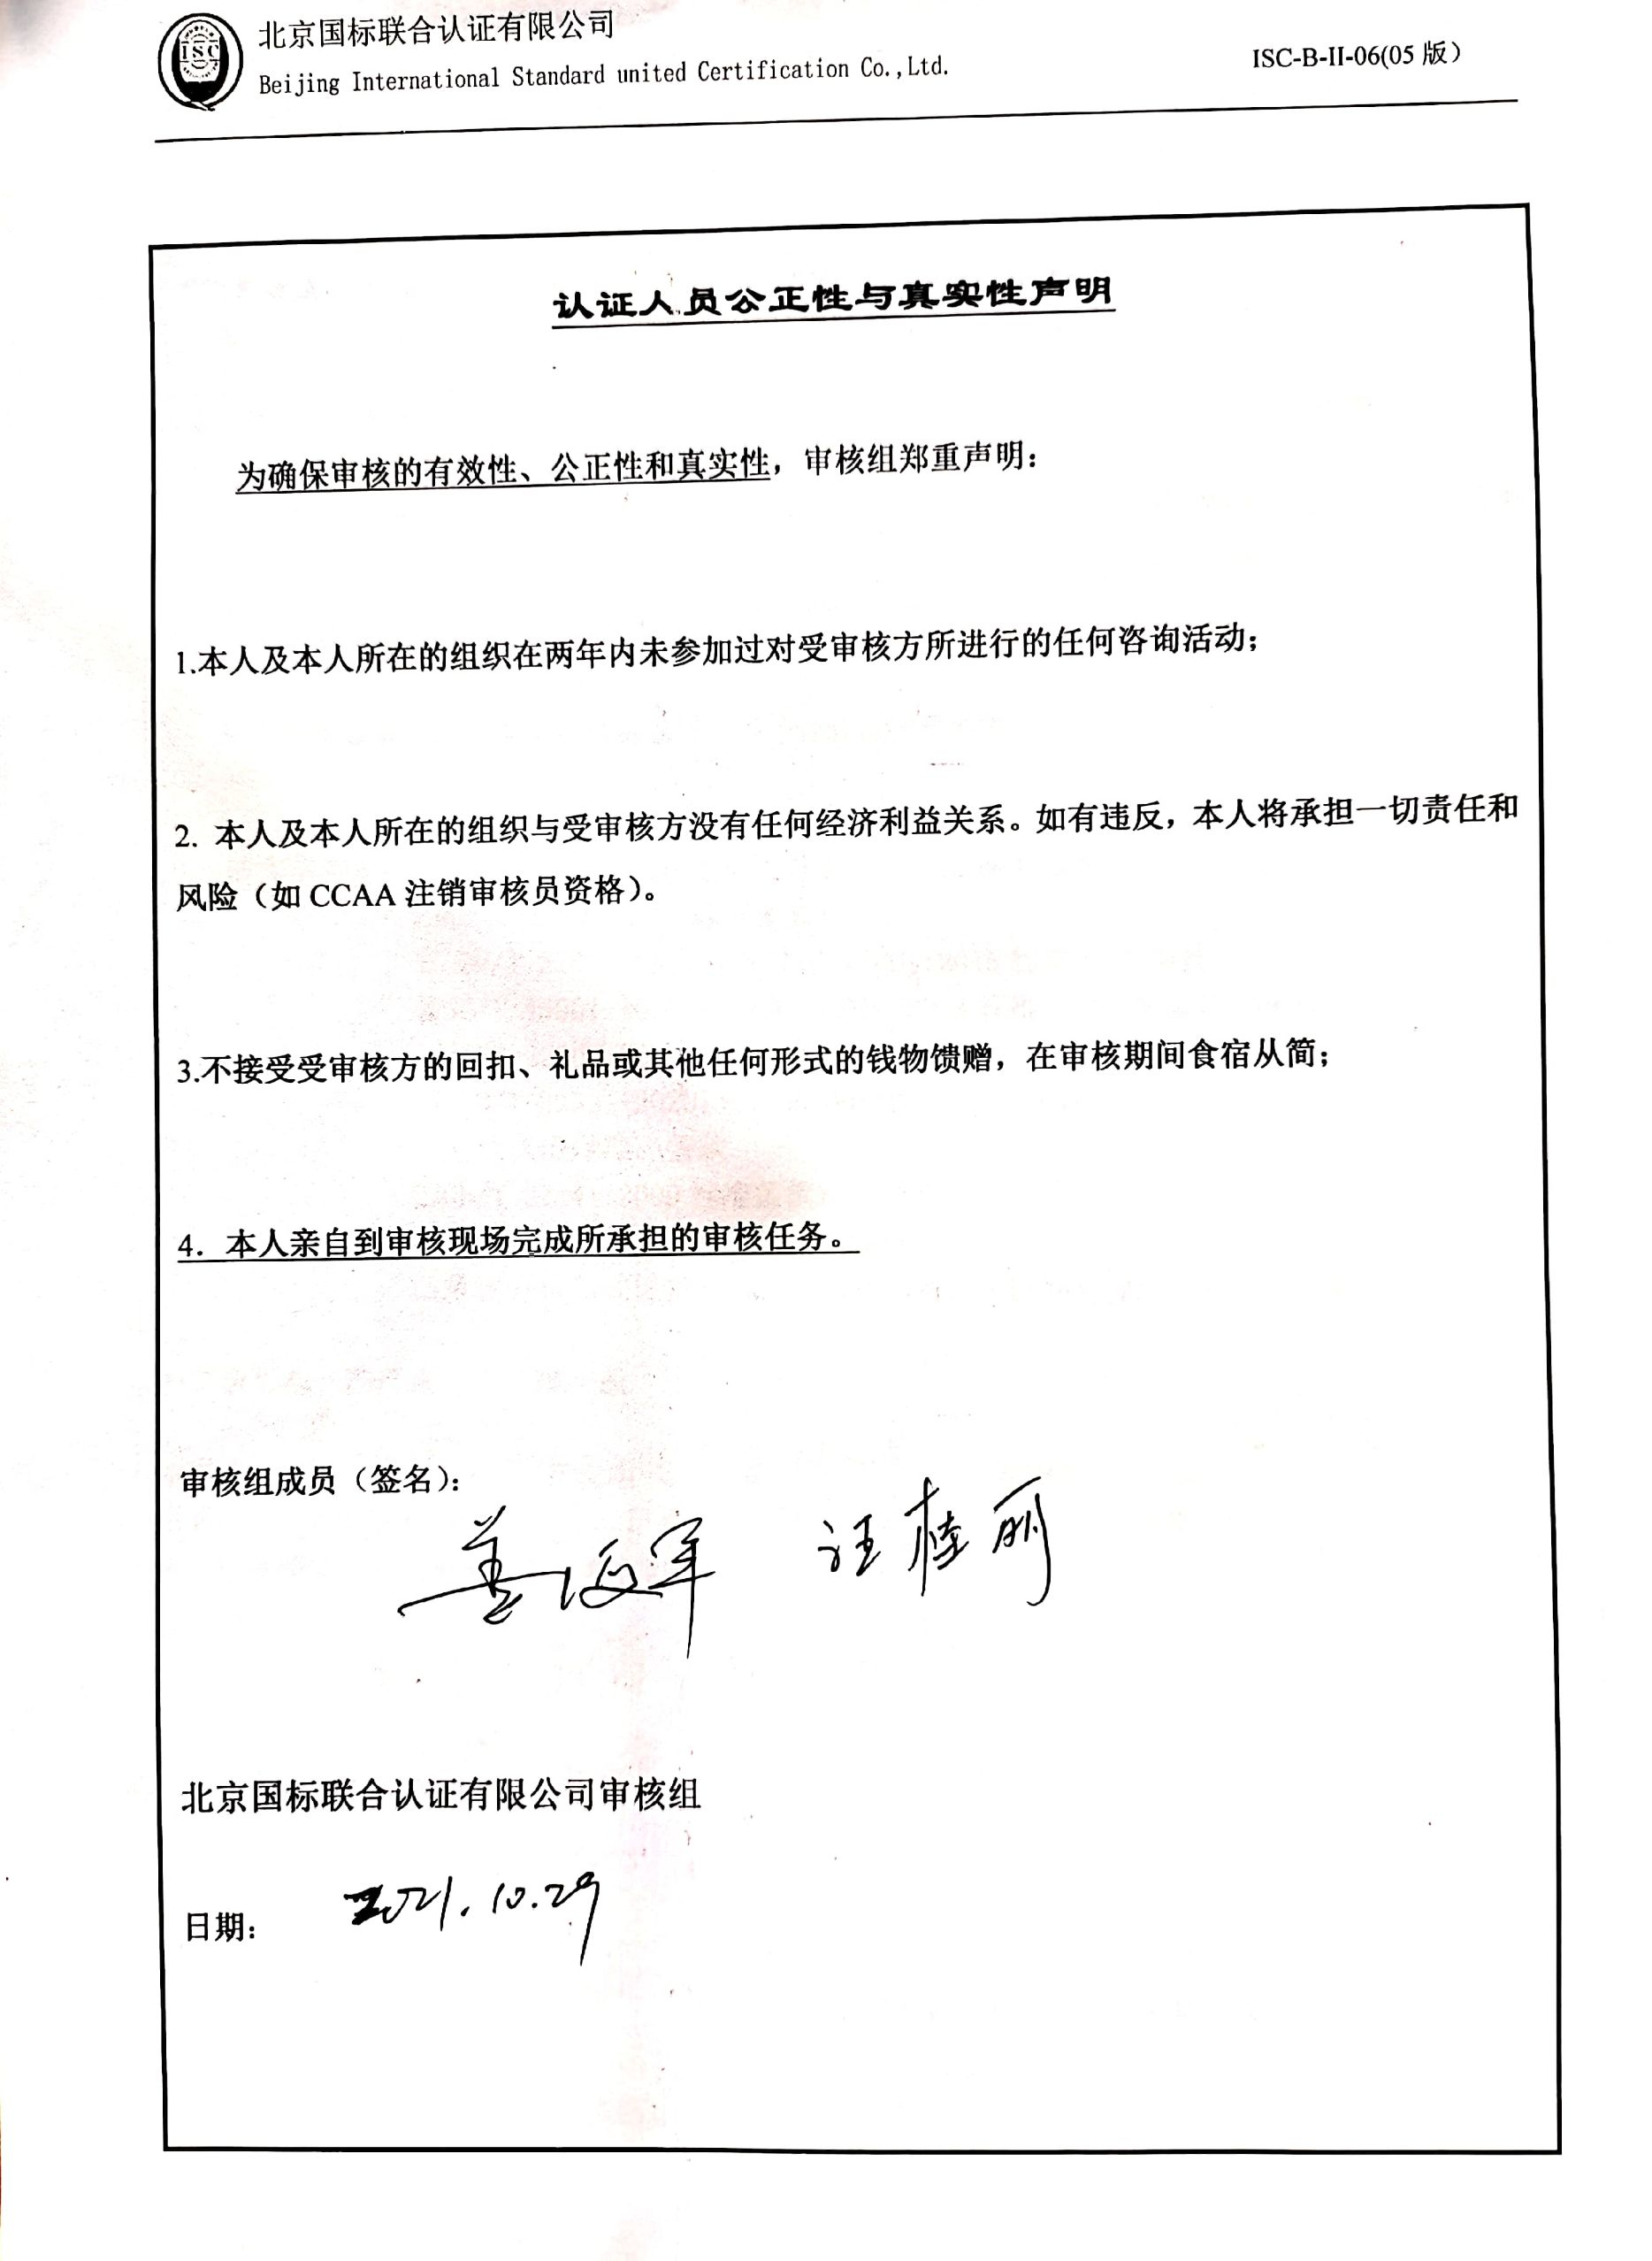 ISC
北京国标联合认证有限公司
Beijing International Standard united Certification Co.,Ltd.
ISC-B-II-06(05 版）
认证人员公正性与真实性声明
为确保审核的有效性、公正性和真实性，审核组郑重声明：
1.本人及本人所在的组织在两年内未参加过对受审核方所进行的任何咨询活动；
2. 本人及本人所在的组织与受审核方没有任何经济利益关系。如有违反，本人将承担一切责任和
风险（如 CCAA 注销审核员资格）。
3.不接受受审核方的回扣、礼品或其他任何形式的钱物馈赠，在审核期间食宿从简；
4. 本人亲自到审核现场完成所承担的审核任务。
审核组成员（签名）：
姜海军 汪桂丽
北京国标联合认证有限公司审核组
日期： 2021.10.29